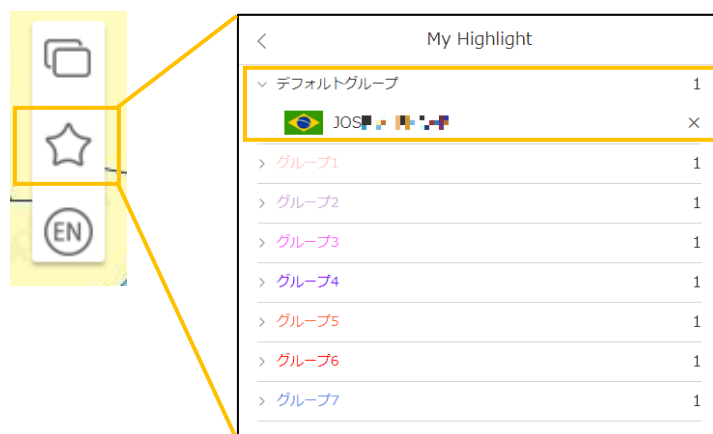 EN
My Highlight
デフォルトグループ 1
JOS
グループ1 1
グループ2 1
グループ3 1
グループ4 1
グループ5 1
グループ6 1
グループ7 1